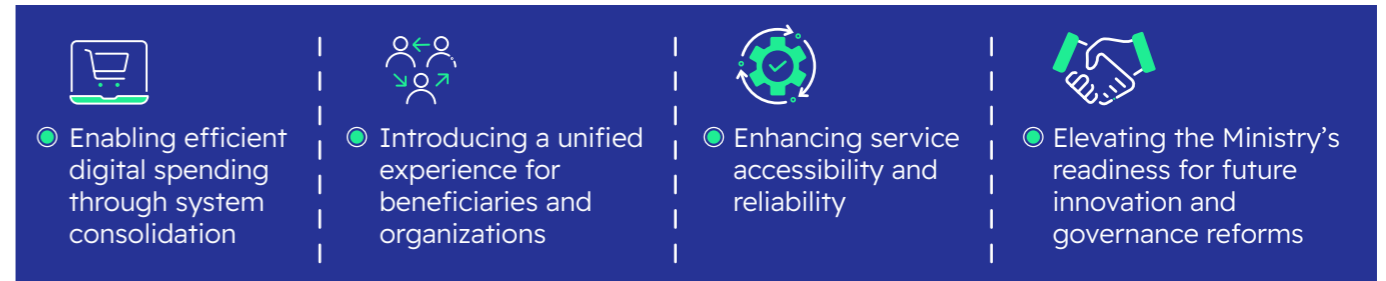 Enabling efficient
digital spending
through system
consolidation
Introducing a unified
experience for
beneficiaries and
organizations
Enhancing service
accessibility and
reliability
Elevating the Ministry’s
readiness for future
innovation and
governance reforms